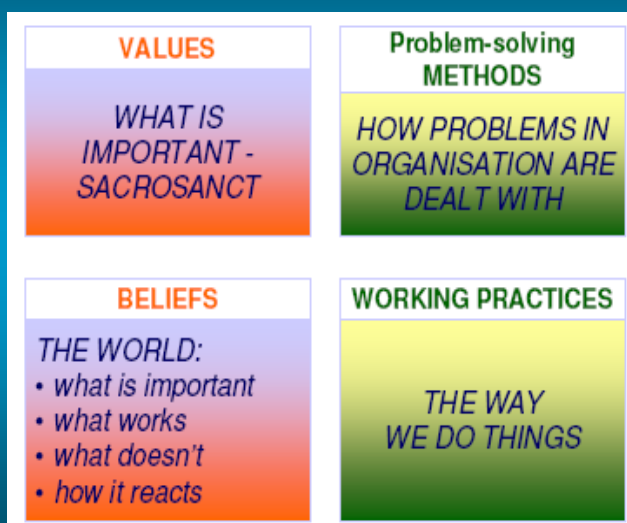 VALUES
WHAT IS
IMPORTANT -
SACROSANCT
Problem-solving
METHODS
HOW PROBLEMS IN
ORGANISATION ARE
DEALT WITH
BELIEFS
THE WORLD:
• what is important
• what works
• what doesn't
• how it reacts
WORKING PRACTICES
THE WAY
WE DO THINGS